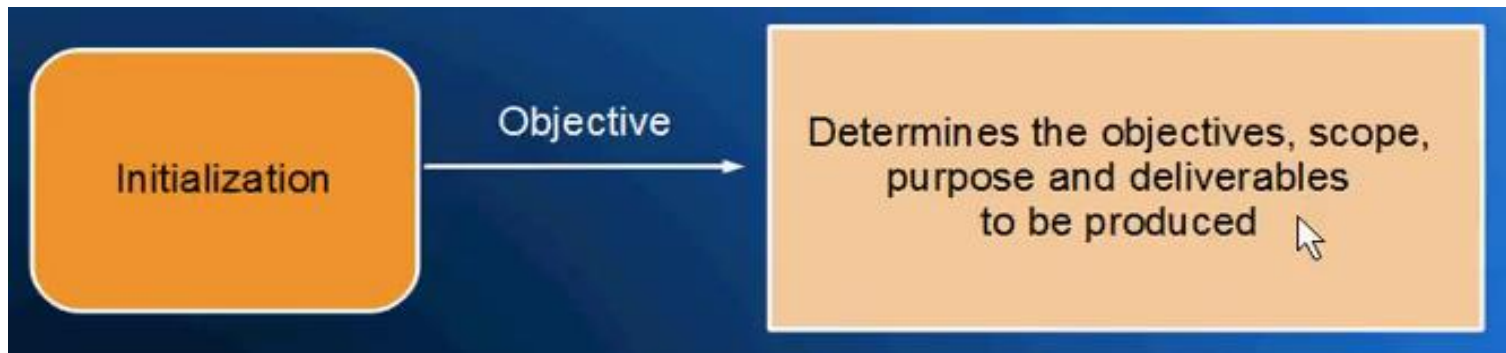 Initialization
Objective
Determines the objectives, scope,
purpose and deliverables
to be produced